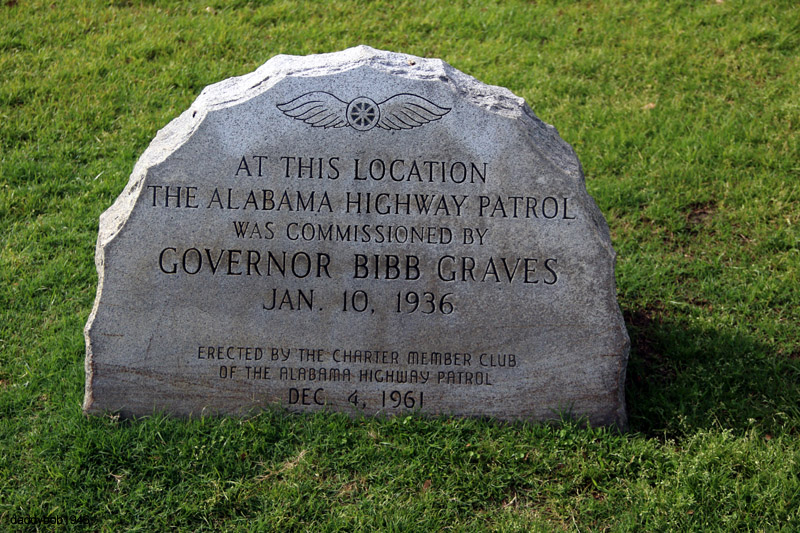 AT THIS LOCATION
THE ALABAMA HIGHWAY PATROL
WAS COMMISSIONED BY
GOVERNOR BIBB GRAVES
JAN. 10, 1936
ERECTED BY THE CHARTER MEMBER CLUB
OF THE ALABAMA HIGHWAY PATROL
DEC. 4, 1961